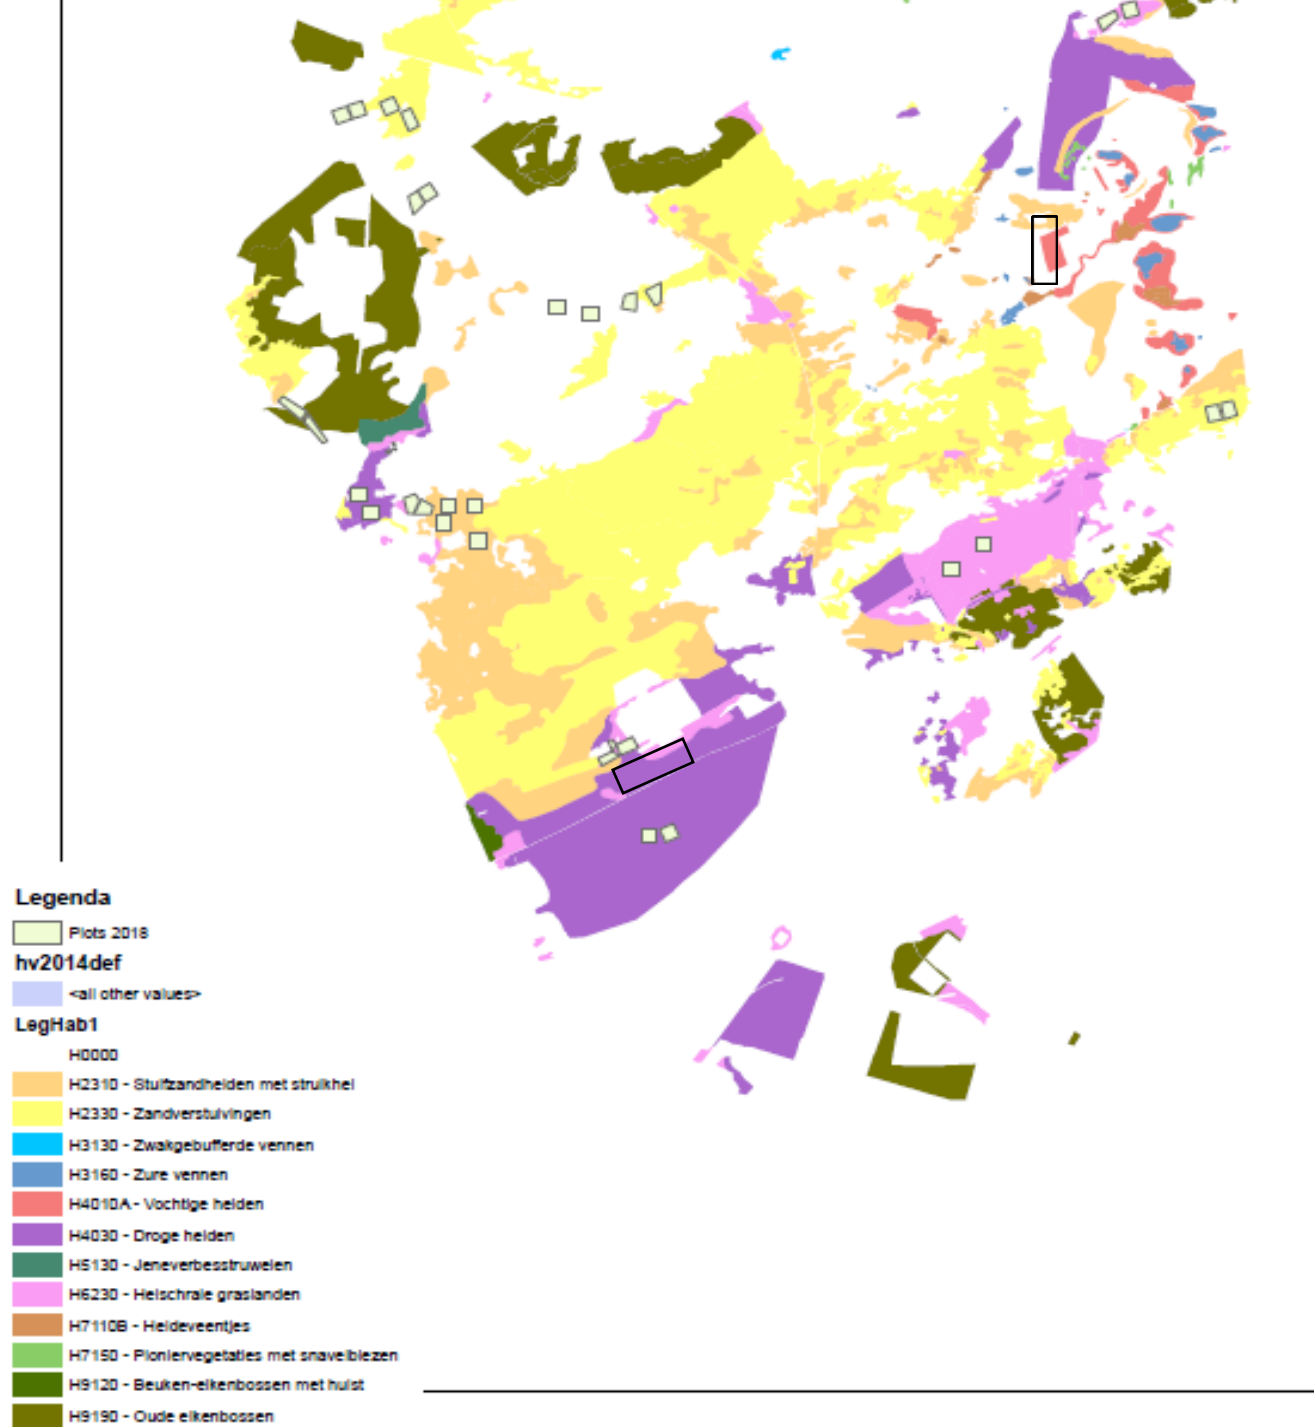 Legenda
Plots 2018
hv2014def
<all other values>
LegHab1
H0000
H2310 - Stuifzandheiden met struikhei
H2330 - Zandverstuivingen
H3130 - Zwakgebufferde vennen
H3160 - Zure vennen
H4010A - Vochtige heiden
H4030 - Droge heiden
H5130 - Jeneverbesstruwelen
H6230 - Heischrale graslanden
H7110B - Heideveentjes
H7150 - Pioniervegetaties met snavelbiezen
H9120 - Beuken-eikenbossen met hulst
H9190 - Oude eikenbossen